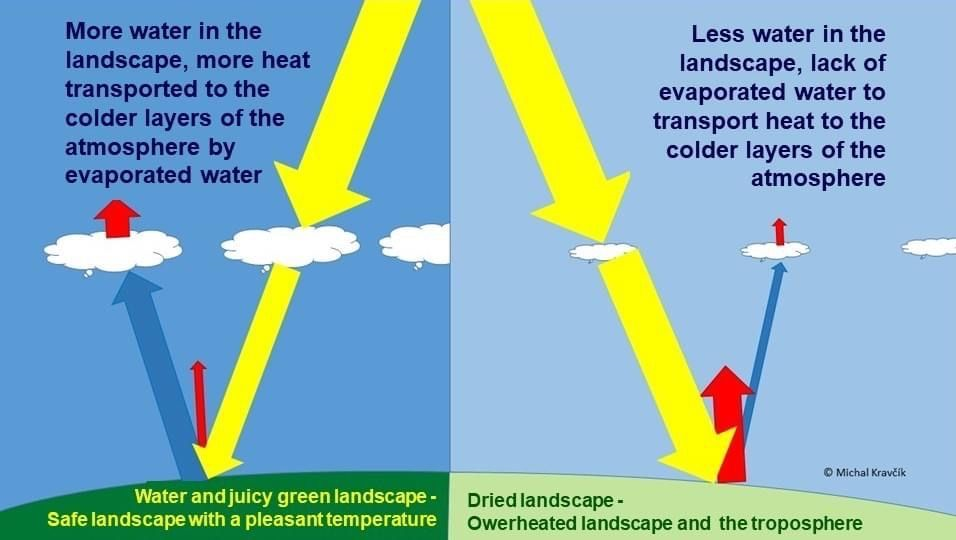 More water in the
landscape, more heat
transported to the
colder layers of the
atmosphere by
evaporated water
Less water in the
landscape, lack of
evaporated water to
transport heat to the
colder layers of the
atmosphere
© Michal Kravčík
Water and juicy green landscape -
Safe landscape with a pleasant temperature
Dried landscape -
Owerheated landscape and the troposphere